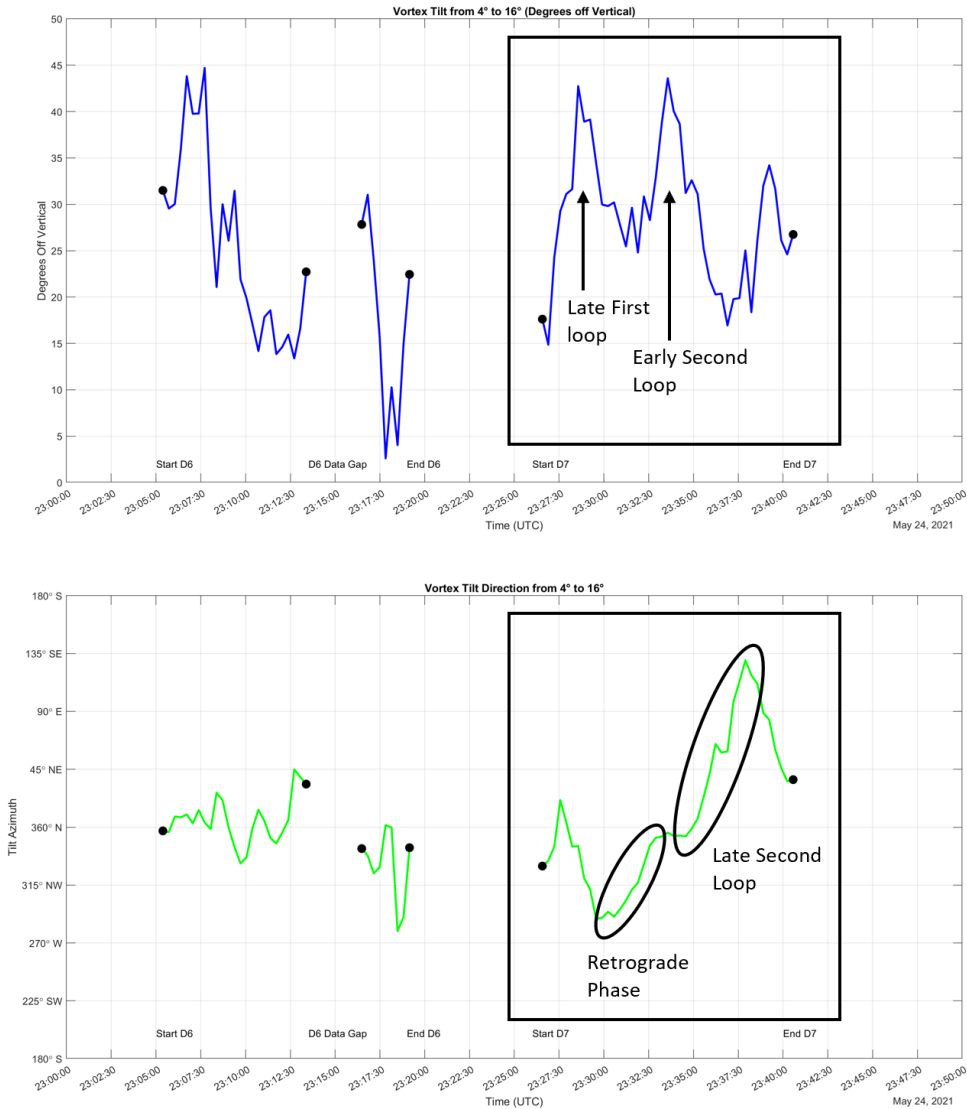 Vortex Tilt from 4° to 16° (Degrees off Vertical)
50
45
40
35
30
25
20
15
10
5
0
Degrees Off Vertical
Late First
loop
Early Second
Loop
Start D6
D6 Data Gap
End D6
Start D7
End D7
23:00:00
23:02:30
23:05:00
23:07:30
23:10:00
23:12:30
23:15:00
23:17:30
23:20:00
23:22:30
23:25:00
23:27:30
23:30:00
23:32:30
23:35:00
23:37:30
23:40:00
23:42:30
23:45:00
23:47:30
23:50:00
Time (UTC)
May 24, 2021
Vortex Tilt Direction from 4° to 16°
180° S
135° SE
90° E
45° NE
360° N
315° NW
270° W
225° SW
180° S
Tilt Azimuth
Late Second
Loop
Retrograde
Phase
Start D6
D6 Data Gap
End D6
Start D7
End D7
23:00:00
23:02:30
23:05:00
23:07:30
23:10:00
23:12:30
23:15:00
23:17:30
23:20:00
23:22:30
23:25:00
23:27:30
23:30:00
23:32:30
23:35:00
23:37:30
23:40:00
23:42:30
23:45:00
23:47:30
23:50:00
Time (UTC)
May 24, 2021